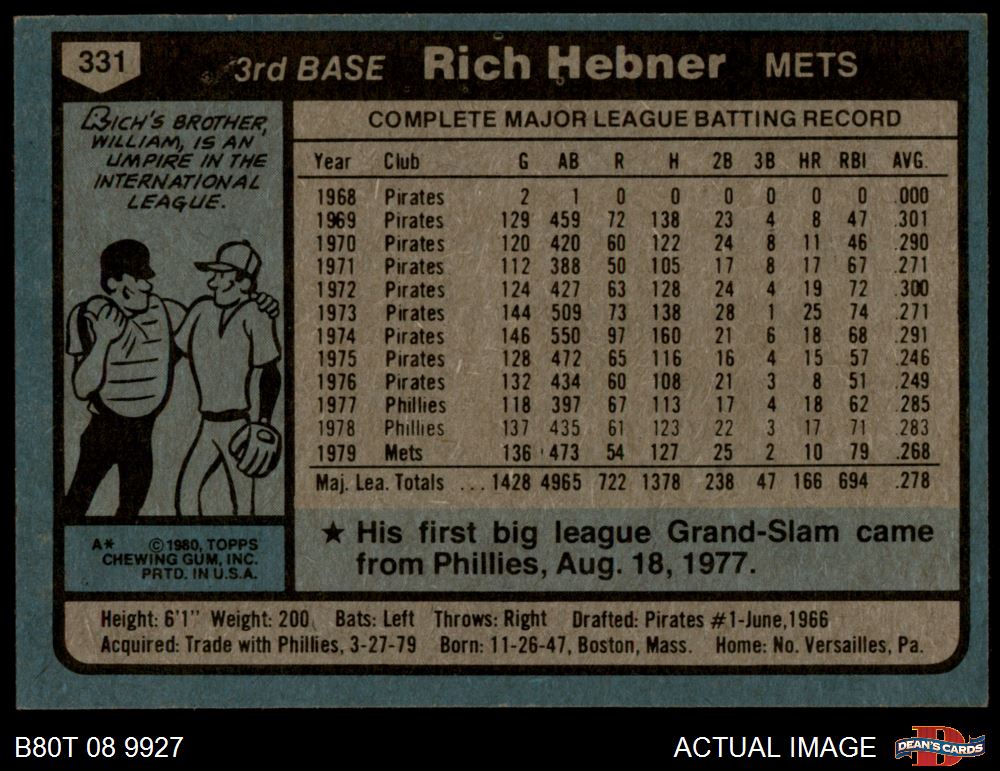 331
3rd BASE Rich Hebner METS
RICH'S BROTHER,
WILLIAM, IS AN
UMPIRE IN THE
INTERNATIONAL
LEAGUE.
A* © 1980, TOPPS
CHEWING GUM, INC.
PRTD. IN U.S.A.
COMPLETE MAJOR LEAGUE BATTING RECORD
Year Club G AB R H 2B 3B HR RBI AVG.
1968 Pirates 2 1 0 0 0 0 0 0 .000
1969 Pirates 129 459 72 138 23 4 8 47 .301
1970 Pirates 120 420 60 122 24 8 11 46 .290
1971 Pirates 112 388 50 105 17 8 17 67 .271
1972 Pirates 124 427 63 128 24 4 19 72 .300
1973 Pirates 144 509 73 138 28 1 25 74 .271
1974 Pirates 146 550 97 160 21 6 18 68 .291
1975 Pirates 128 472 65 116 16 4 15 57 .246
1976 Pirates 132 434 60 108 21 3 8 51 .249
1977 Phillies 118 397 67 113 17 4 18 62 .285
1978 Phillies 137 435 61 123 22 3 17 71 .283
1979 Mets 136 473 54 127 25 2 10 79 .268
Maj. Lea. Totals ... 1428 4965 722 1378 238 47 166 694 .278
★ His first big league Grand-Slam came
from Phillies, Aug. 18, 1977.
Height: 6'1" Weight: 200 Bats: Left Throws: Right Drafted: Pirates #1-June,1966
Acquired: Trade with Phillies, 3-27-79 Born: 11-26-47, Boston, Mass. Home: No. Versailles, Pa.
B80T 08 9927
ACTUAL IMAGE
DEAN'S CARDS